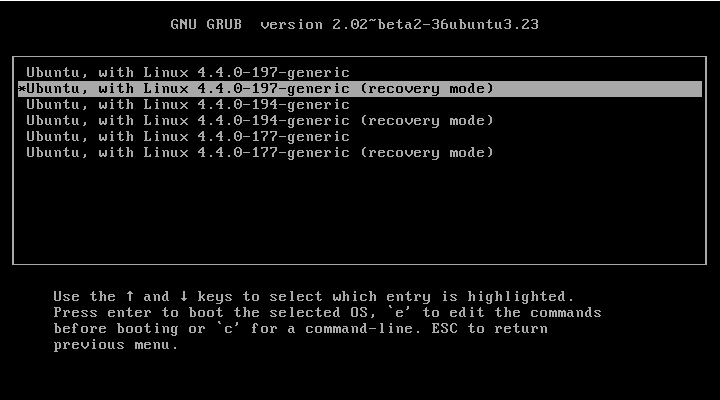 GNU GRUB  version 2.02~beta2-36ubuntu3.23
Ubuntu, with Linux 4.4.0-197-generic
*Ubuntu, with Linux 4.4.0-197-generic (recovery mode)
Ubuntu, with Linux 4.4.0-194-generic
Ubuntu, with Linux 4.4.0-194-generic (recovery mode)
Ubuntu, with Linux 4.4.0-177-generic
Ubuntu, with Linux 4.4.0-177-generic (recovery mode)
Use the ↑ and ↓ keys to select which entry is highlighted.
Press enter to boot the selected OS, `e' to edit the commands
before booting or `c' for a command-line. ESC to return
previous menu.